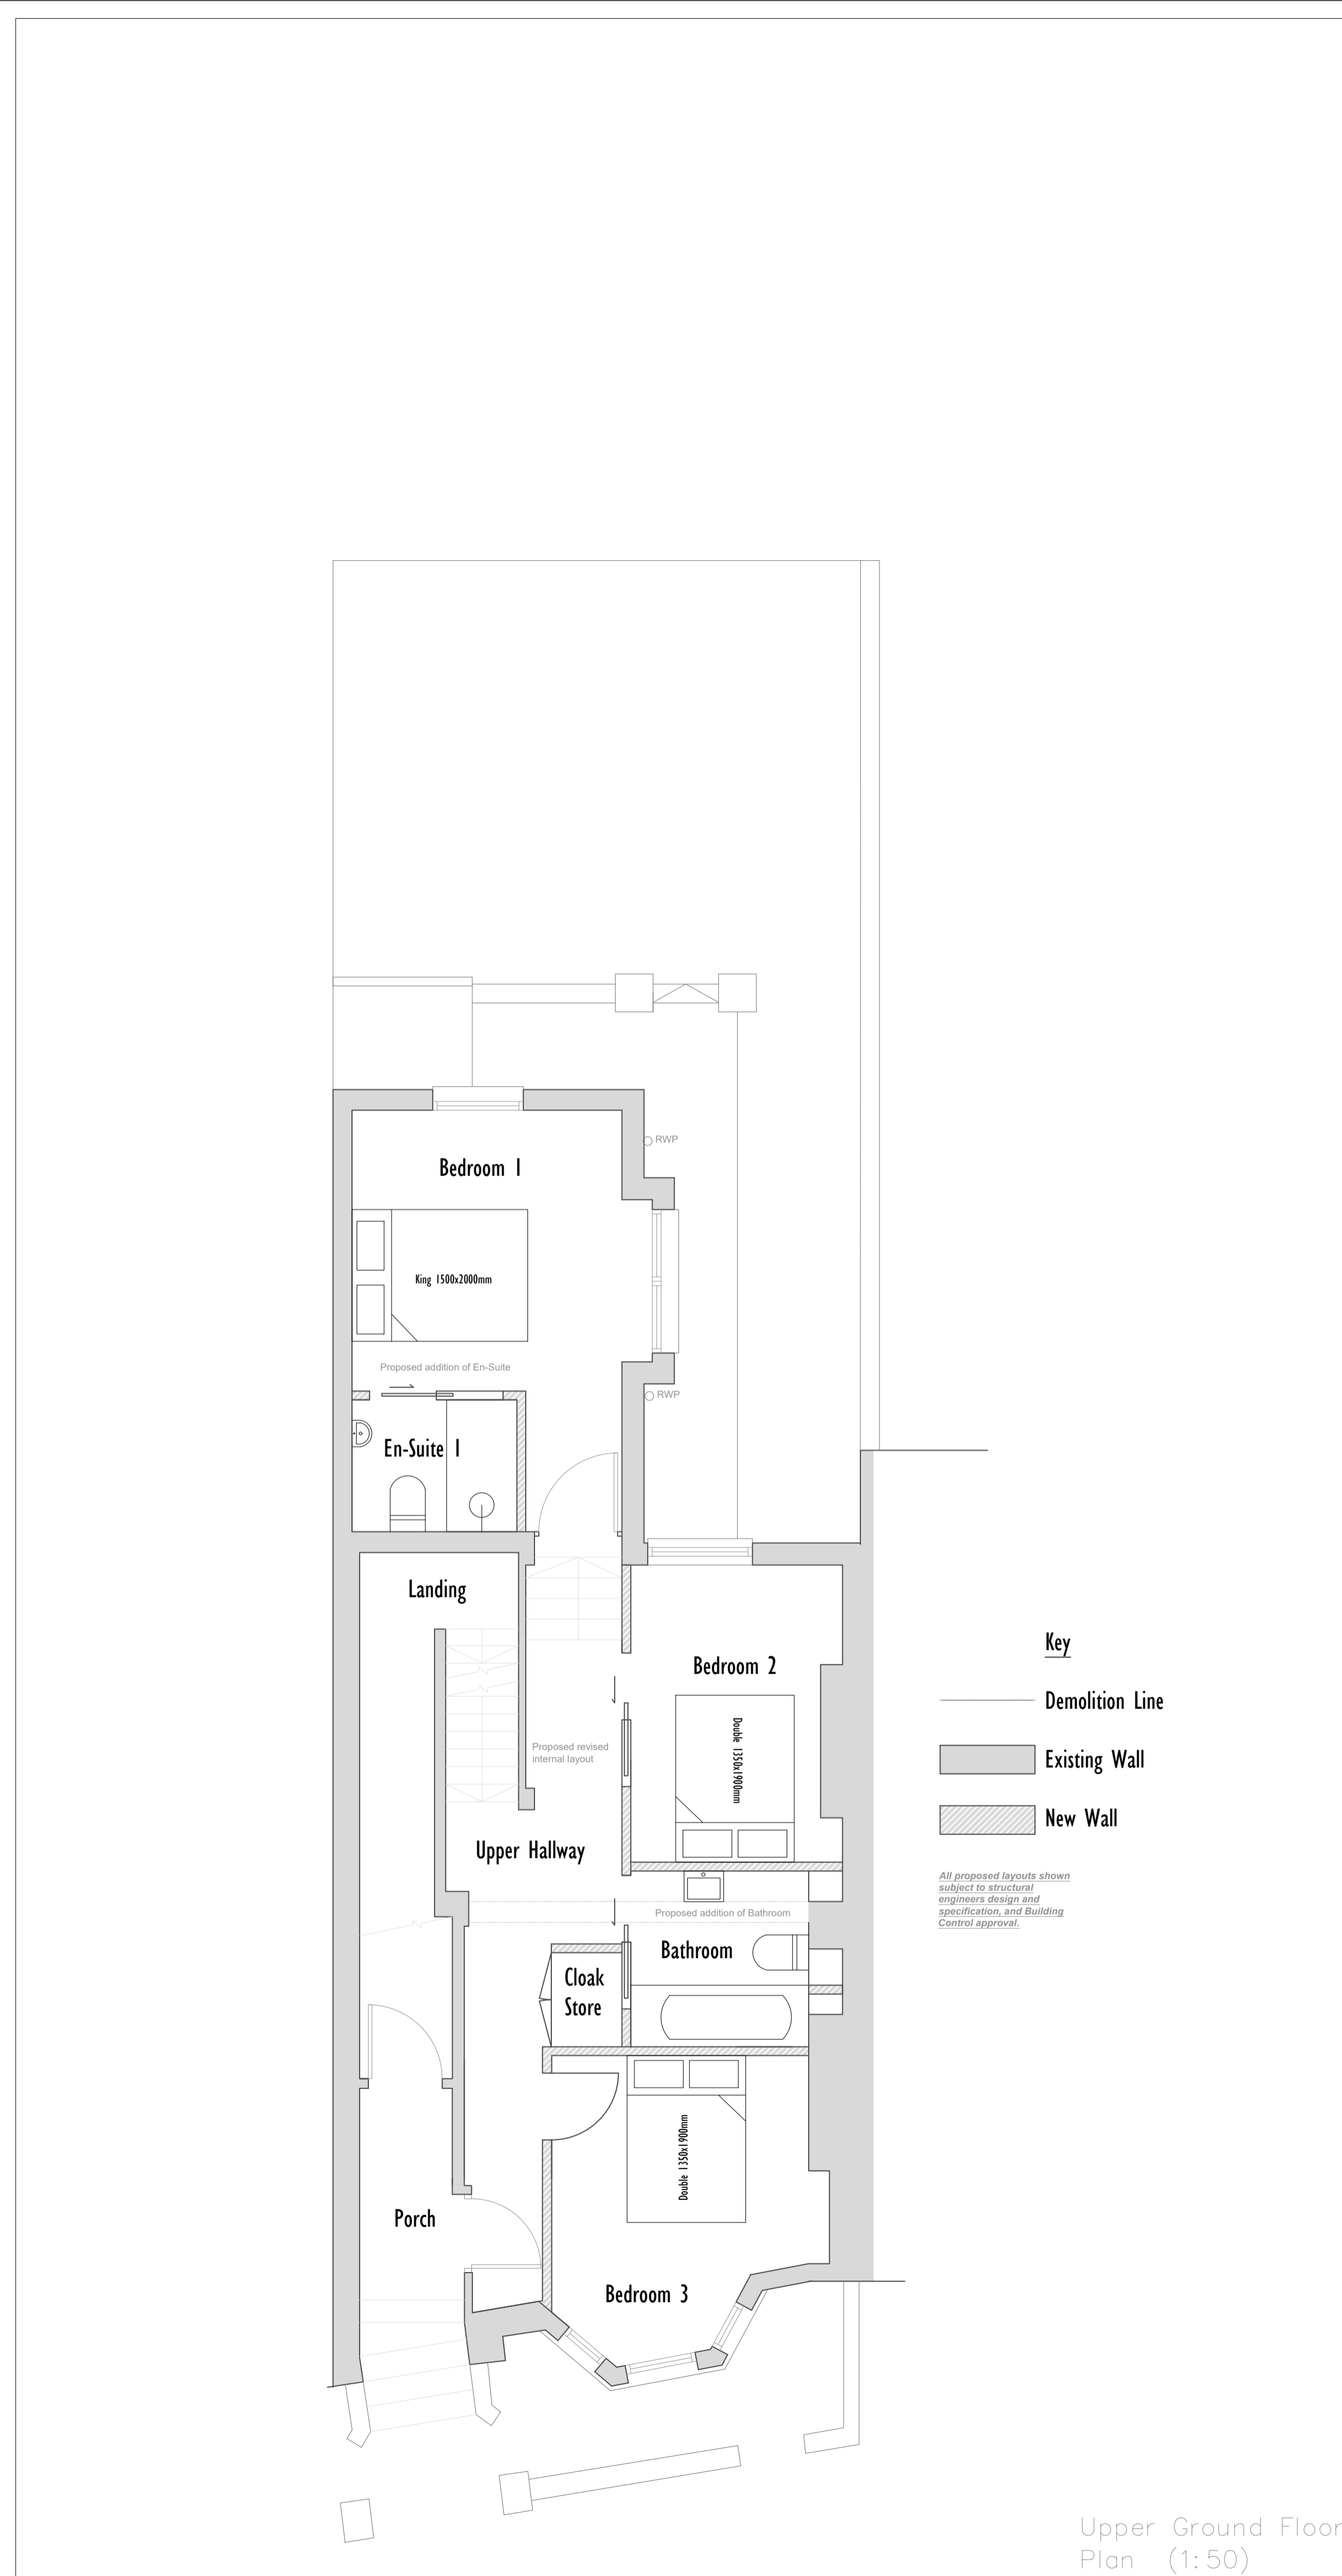 RWP
Bedroom 1
King 1500x2000mm
Proposed addition of En-Suite
RWP
En-Suite 1
Landing
Bedroom 2
Double 1350x1900mm
Proposed revised
internal layout
Upper Hallway
Proposed addition of Bathroom
Bathroom
Cloak
Store
Double 1350x1900mm
Porch
Bedroom 3
Key
Demolition Line
Existing Wall
New Wall
All proposed layouts shown
subject to structural
engineers design and
specification, and Building
Control approval.
Upper Ground Floor
Plan (1:50)